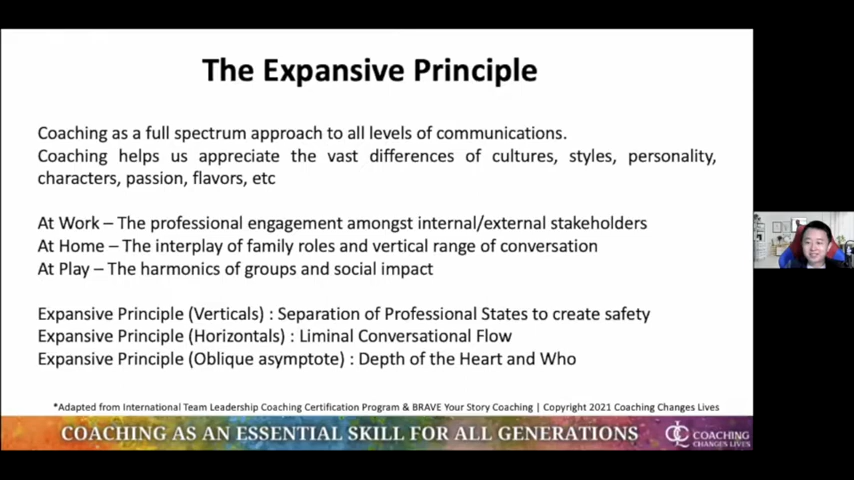 The Expansive Principle
Coaching as a full spectrum approach to all levels of communications.
Coaching helps us appreciate the vast differences of cultures, styles, personality,
characters, passion, flavors, etc
At Work – The professional engagement amongst internal/external stakeholders
At Home – The interplay of family roles and vertical range of conversation
At Play – The harmonics of groups and social impact
Expansive Principle (Verticals) : Separation of Professional States to create safety
Expansive Principle (Horizontals) : Liminal Conversational Flow
Expansive Principle (Oblique asymptote) : Depth of the Heart and Who
*Adapted from International Team Leadership Coaching Certification Program & BRAVE Your Story Coaching | Copyright 2021 Coaching Changes Lives
COACHING AS AN ESSENTIAL SKILL FOR ALL GENERATIONS
COACHING
CHANGES LIVES